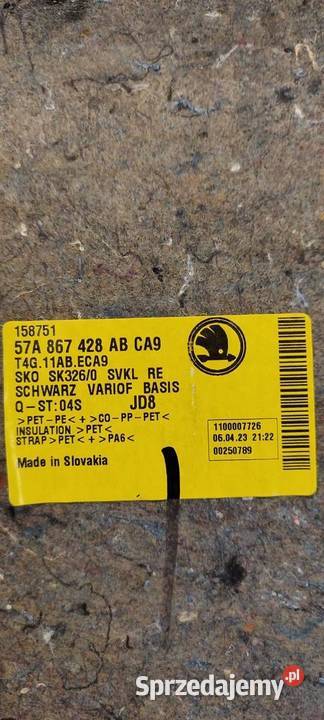 158751
57A 867 428 AB CA9
T4G.11AB.ECA9
SKO SK326/0 SVKL RE
SCHWARZ VARIOF BASIS
Q-ST:04S JD8
>PET-PE<+>CO-PP-PET<
INSULATION >PET<
STRAP>PET<+>PA6<
Made in Slovakia
1100007726
06.04.23 21:22
00250789
Sprzedajemy.pl